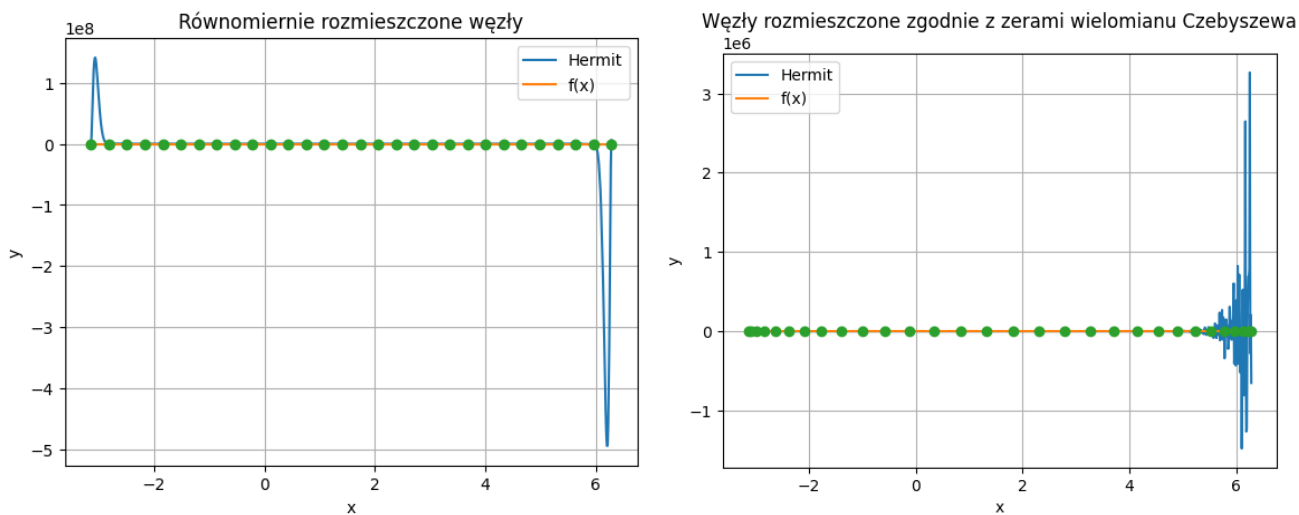 Równomiernie rozmieszczone węzły
1e8
Hermit
f(x)
1
0
−1
−2
−3
−4
−5
y
−2
0
2
4
6
x
Węzły rozmieszczone zgodnie z zerami wielomianu Czebyszewa
1e6
Hermit
f(x)
3
2
1
0
−1
y
−2
0
2
4
6
x